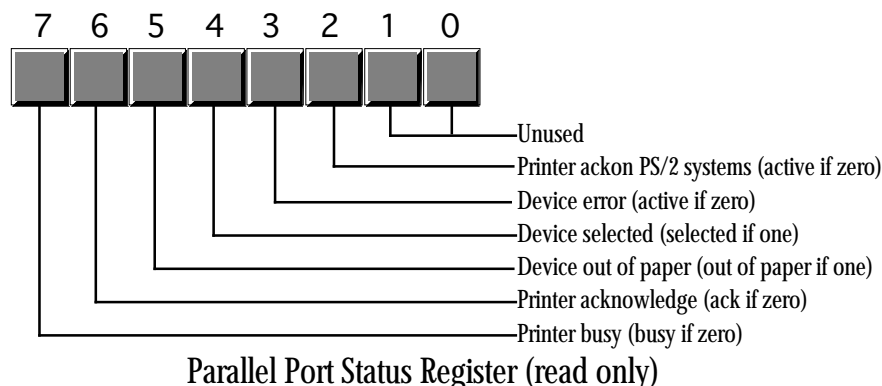 7 6 5 4 3 2 1 0
Unused
Printer ackon PS/2 systems (active if zero)
Device error (active if zero)
Device selected (selected if one)
Device out of paper (out of paper if one)
Printer acknowledge (ack if zero)
Printer busy (busy if zero)
Parallel Port Status Register (read only)